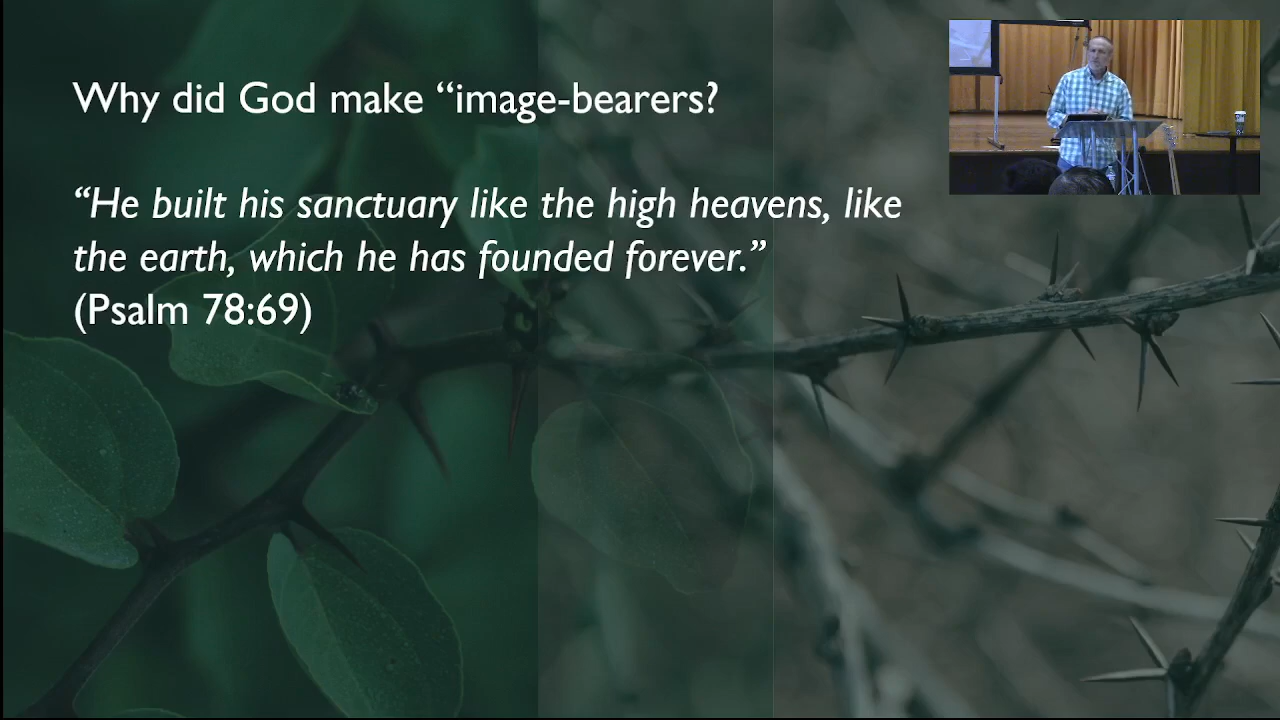 Why did God make “image-bearers?
“He built his sanctuary like the high heavens, like
the earth, which he has founded forever.”
(Psalm 78:69)